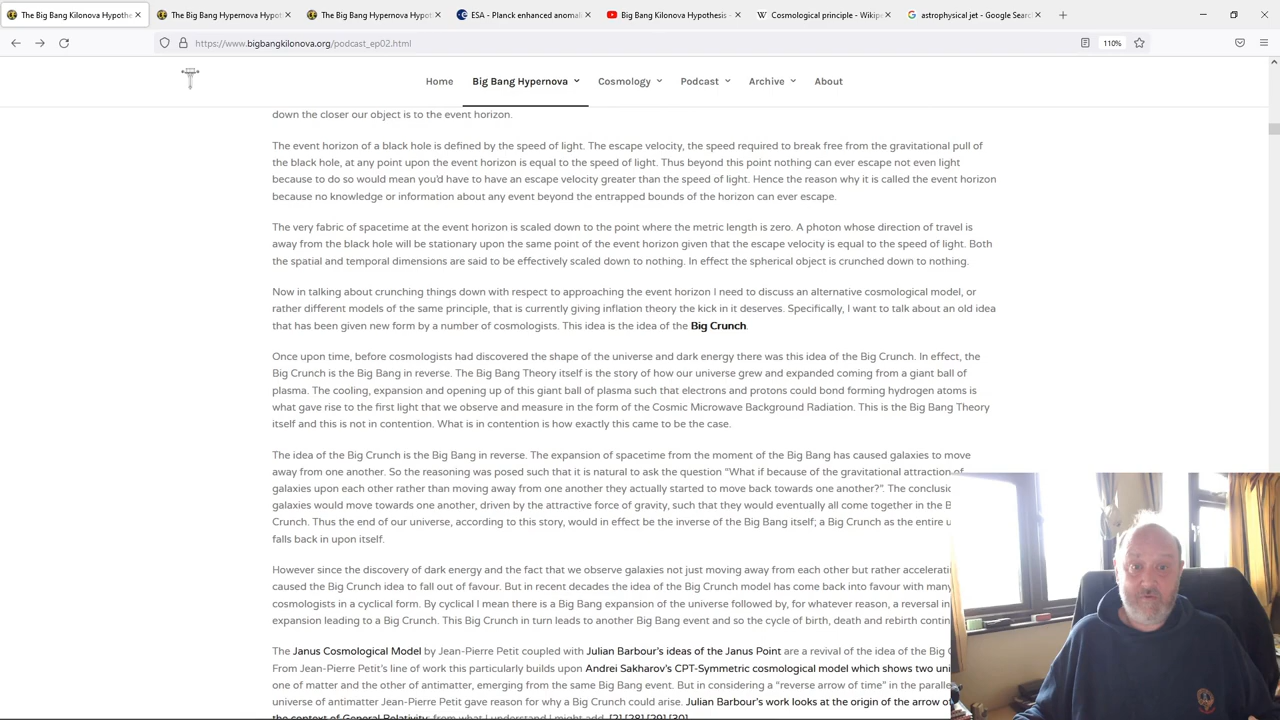 The Big Bang Kilonova Hypothesis
The Big Bang Hypernova Hypot
The Big Bang Hypernova Hypot
ESA - Planck enhanced anomal
Big Bang Kilonova Hypothesis -
Cosmological principle - Wikipe
astrophysical jet - Google Searc
https://www.bigbangkilonova.org/podcast_ep02.html
110%
Home
Big Bang Hypernova
Cosmology
Podcast
Archive
About
down the closer our object is to the event horizon.
The event horizon of a black hole is defined by the speed of light. The escape velocity, the speed required to break free from the gravitational pull of
the black hole, at any point upon the event horizon is equal to the speed of light. Thus beyond this point nothing can ever escape not even light
because to do so would mean you'd have to have an escape velocity greater than the speed of light. Hence the reason why it is called the event horizon
because no knowledge or information about any event beyond the entrapped bounds of the horizon can ever escape.
The very fabric of spacetime at the event horizon is scaled down to the point where the metric length is zero. A photon whose direction of travel is
away from the black hole will be stationary upon the same point of the event horizon given that the escape velocity is equal to the speed of light. Both
the spatial and temporal dimensions are said to be effectively scaled down to nothing. In effect the spherical object is crunched down to nothing.
Now in talking about crunching things down with respect to approaching the event horizon I need to discuss an alternative cosmological model, or
rather different models of the same principle, that is currently giving inflation theory the kick in it deserves. Specifically, I want to talk about an old idea
that has been given new form by a number of cosmologists. This idea is the idea of the Big Crunch.
Once upon time, before cosmologists had discovered the shape of the universe and dark energy there was this idea of the Big Crunch. In effect, the
Big Crunch is the Big Bang in reverse. The Big Bang Theory itself is the story of how our universe grew and expanded coming from a giant ball of
plasma. The cooling, expansion and opening up of this giant ball of plasma such that electrons and protons could bond forming hydrogen atoms is
what gave rise to the first light that we observe and measure in the form of the Cosmic Microwave Background Radiation. This is the Big Bang Theory
itself and this is not in contention. What is in contention is how exactly this came to be the case.
The idea of the Big Crunch is the Big Bang in reverse. The expansion of spacetime from the moment of the Big Bang has caused galaxies to move
away from one another. So the reasoning was posed such that it is natural to ask the question "What if because of the gravitational attraction of
galaxies upon each other rather than moving away from one another they actually started to move back towards one another?". The conclusio
galaxies would move towards one another, driven by the attractive force of gravity, such that they would eventually all come together in the B
Crunch. Thus the end of our universe, according to this story, would in effect be the inverse of the Big Bang itself; a Big Crunch as the entire u
falls back in upon itself.
However since the discovery of dark energy and the fact that we observe galaxies not just moving away from each other but rather acceleratin
caused the Big Crunch idea to fall out of favour. But in recent decades the idea of the Big Crunch model has come back into favour with many
cosmologists in a cyclical form. By cyclical I mean there is a Big Bang expansion of the universe followed by, for whatever reason, a reversal in
expansion leading to a Big Crunch. This Big Crunch in turn leads to another Big Bang event and so the cycle of birth, death and rebirth contin
The Janus Cosmological Model by Jean-Pierre Petit coupled with Julian Barbour's ideas of the Janus Point are a revival of the idea of the Big C
From Jean-Pierre Petit's line of work this particularly builds upon Andrei Sakharov's CPT-Symmetric cosmological model which shows two uni
one of matter and the other of antimatter, emerging from the same Big Bang event. But in considering a "reverse arrow of time" in the paralle
universe of antimatter Jean-Pierre Petit gave reason for why a Big Crunch could arise. Julian Barbour's work looks at the origin of the arrow o
the context of General Relativity; from what I understand I might add. [2] [28] [29] [30]